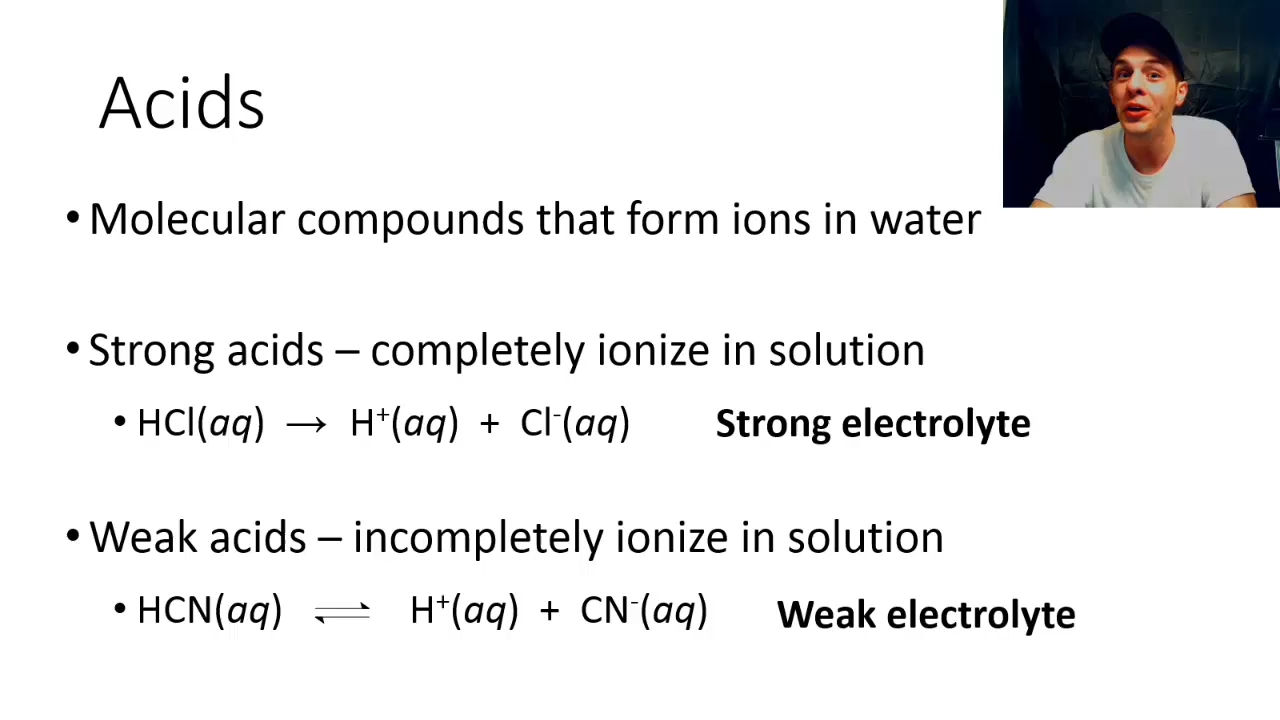 Acids
• Molecular compounds that form ions in water
• Strong acids – completely ionize in solution
• HCl(aq) → H⁺(aq) + Cl⁻(aq) Strong electrolyte
• Weak acids – incompletely ionize in solution
• HCN(aq) ⇌ H⁺(aq) + CN⁻(aq) Weak electrolyte